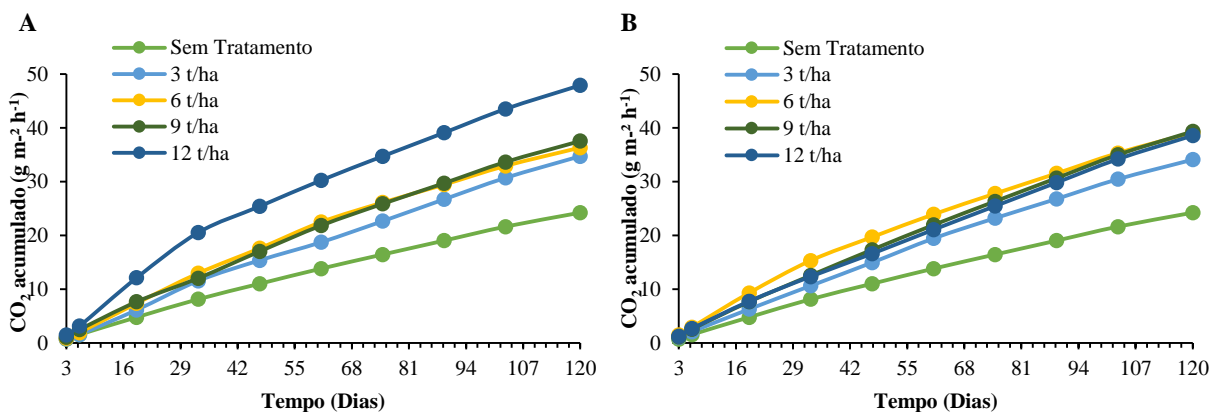 A
Sem Tratamento
3 t/ha
6 t/ha
9 t/ha
12 t/ha
CO₂ acumulado (g m-² h-¹)
50
40
30
20
10
0
3 16 29 42 55 68 81 94 107 120
Tempo (Dias)
B
Sem Tratamento
3 t/ha
6 t/ha
9 t/ha
12 t/ha
CO₂ acumulado (g m-² h-¹)
50
40
30
20
10
0
3 16 29 42 55 68 81 94 107 120
Tempo (Dias)